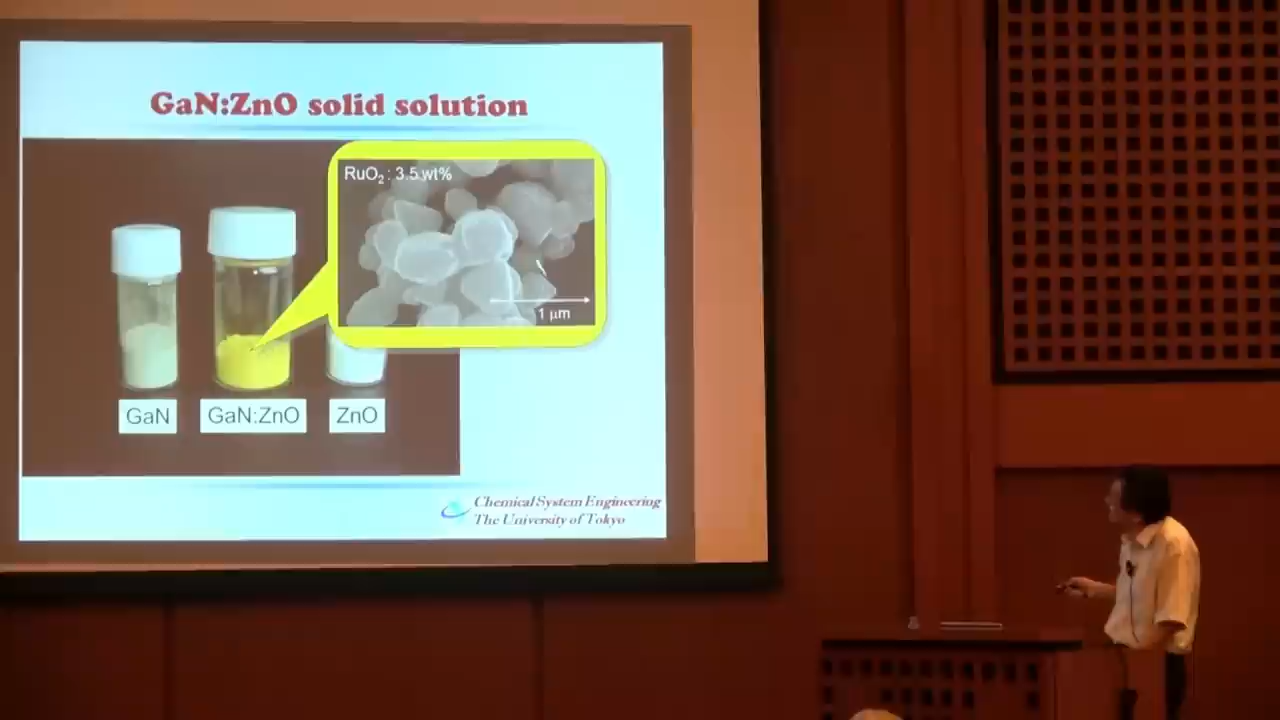 GaN:ZnO solid solution
RuO₂ : 3.5 wt%
1 μm
GaN
GaN:ZnO
ZnO
Chemical System Engineering
The University of Tokyo